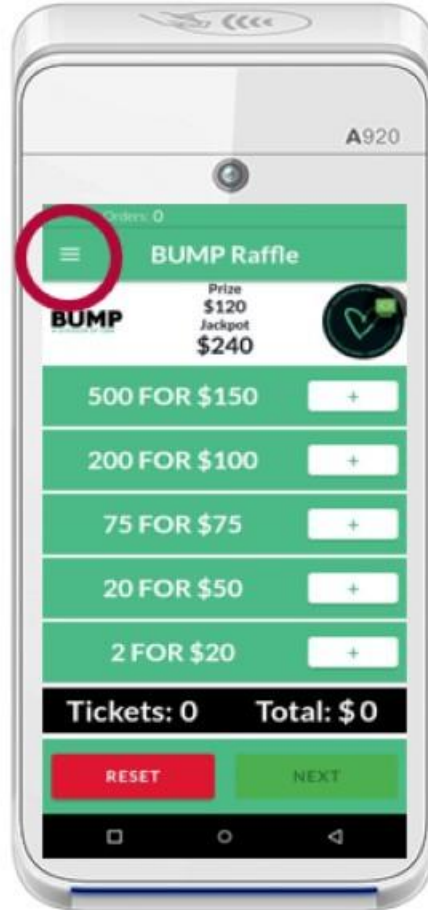 A920
Orders: 0
BUMP Raffle
BUMP
Prize
$120
Jackpot
$240
500 FOR $150 +
200 FOR $100 +
75 FOR $75 +
20 FOR $50 +
2 FOR $20 +
Tickets: 0 Total: $ 0
RESET NEXT